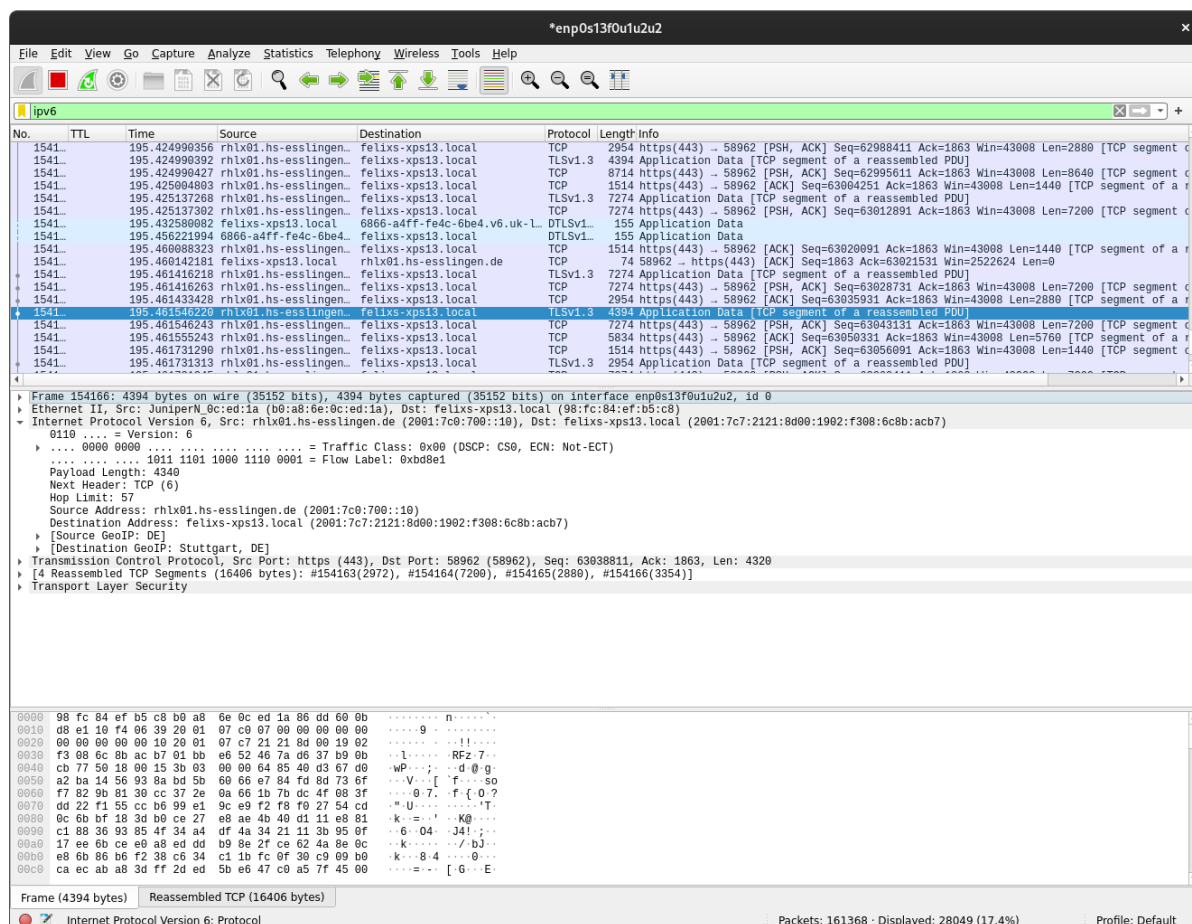 *enp0s13f0u1u2u2
File Edit View Go Capture Analyze Statistics Telephony Wireless Tools Help
ipv6
No. TTL Time Source Destination Protocol Length Info
1541… 195.424990356 rhlx01.hs-esslingen… felixs-xps13.local TCP 2954 https(443) → 58962 [PSH, ACK] Seq=62988411 Ack=1863 Win=43008 Len=2880 [TCP segment
1541… 195.424990392 rhlx01.hs-esslingen… felixs-xps13.local TLSv1.3 4394 Application Data [TCP segment of a reassembled PDU]
1541… 195.424990427 rhlx01.hs-esslingen… felixs-xps13.local TCP 8714 https(443) → 58962 [PSH, ACK] Seq=62995611 Ack=1863 Win=43008 Len=8640 [TCP segment
1541… 195.425004803 rhlx01.hs-esslingen… felixs-xps13.local TCP 1514 https(443) → 58962 [ACK] Seq=63004251 Ack=1863 Win=43008 Len=1440 [TCP segment of a
1541… 195.425137268 rhlx01.hs-esslingen… felixs-xps13.local TLSv1.3 7274 Application Data [TCP segment of a reassembled PDU]
1541… 195.425137302 rhlx01.hs-esslingen… felixs-xps13.local TCP 7274 https(443) → 58962 [PSH, ACK] Seq=63012891 Ack=1863 Win=43008 Len=7200 [TCP segment
1541… 195.432580082 felixs-xps13.local 6866-a4ff-fe4c-6be4.v6.uk-l… DTLSv1… 155 Application Data
1541… 195.456221994 6866-a4ff-fe4c-6be4… felixs-xps13.local DTLSv1… 155 Application Data
1541… 195.460088323 rhlx01.hs-esslingen… felixs-xps13.local TCP 1514 https(443) → 58962 [ACK] Seq=63020091 Ack=1863 Win=43008 Len=1440 [TCP segment of a
1541… 195.460142181 felixs-xps13.local rhlx01.hs-esslingen.de TCP 74 58962 → https(443) [ACK] Seq=1863 Ack=63021531 Win=2522624 Len=0
1541… 195.461416218 rhlx01.hs-esslingen… felixs-xps13.local TLSv1.3 7274 Application Data [TCP segment of a reassembled PDU]
1541… 195.461416263 rhlx01.hs-esslingen… felixs-xps13.local TCP 7274 https(443) → 58962 [PSH, ACK] Seq=63028731 Ack=1863 Win=43008 Len=7200 [TCP segment
1541… 195.461433428 rhlx01.hs-esslingen… felixs-xps13.local TCP 2954 https(443) → 58962 [ACK] Seq=63035931 Ack=1863 Win=43008 Len=2880 [TCP segment of a
1541… 195.461546220 rhlx01.hs-esslingen… felixs-xps13.local TLSv1.3 4394 Application Data [TCP segment of a reassembled PDU]
1541… 195.461546243 rhlx01.hs-esslingen… felixs-xps13.local TCP 7274 https(443) → 58962 [PSH, ACK] Seq=63043131 Ack=1863 Win=43008 Len=7200 [TCP segment
1541… 195.461555243 rhlx01.hs-esslingen… felixs-xps13.local TCP 5834 https(443) → 58962 [ACK] Seq=63050331 Ack=1863 Win=43008 Len=5760 [TCP segment of a
1541… 195.461731290 rhlx01.hs-esslingen… felixs-xps13.local TCP 1514 https(443) → 58962 [PSH, ACK] Seq=63056091 Ack=1863 Win=43008 Len=1440 [TCP segment
1541… 195.461731313 rhlx01.hs-esslingen… felixs-xps13.local TLSv1.3 2954 Application Data [TCP segment of a reassembled PDU]
Frame 154166: 4394 bytes on wire (35152 bits), 4394 bytes captured (35152 bits) on interface enp0s13f0u1u2u2, id 0
Ethernet II, Src: JuniperN_0c:ed:1a (b0:a8:6e:0c:ed:1a), Dst: felixs-xps13.local (98:fc:84:ef:b5:c8)
Internet Protocol Version 6, Src: rhlx01.hs-esslingen.de (2001:7c0:700::10), Dst: felixs-xps13.local (2001:7c7:2121:8d00:1902:f308:6c8b:acb7)
0110 .... = Version: 6
.... 0000 0000 .... .... .... .... .... = Traffic Class: 0x00 (DSCP: CS0, ECN: Not-ECT)
.... .... .... 1011 1101 1000 1110 0001 = Flow Label: 0xbd8e1
Payload Length: 4340
Next Header: TCP (6)
Hop Limit: 57
Source Address: rhlx01.hs-esslingen.de (2001:7c0:700::10)
Destination Address: felixs-xps13.local (2001:7c7:2121:8d00:1902:f308:6c8b:acb7)
[Source GeoIP: DE]
[Destination GeoIP: Stuttgart, DE]
Transmission Control Protocol, Src Port: https (443), Dst Port: 58962 (58962), Seq: 63038811, Ack: 1863, Len: 4320
[4 Reassembled TCP Segments (16406 bytes): #154163(2972), #154164(7200), #154165(2880), #154166(3354)]
Transport Layer Security
0000 98 fc 84 ef b5 c8 b0 a8 6e 0c ed 1a 86 dd 60 0b ········ n·····`·
0010 d8 e1 10 f4 06 39 20 01 07 c0 07 00 00 00 00 00 ·····9 · ········
0020 00 00 00 00 00 10 20 01 07 c7 21 21 8d 00 19 02 ······ · ··!!····
0030 f3 08 6c 8b ac b7 01 bb e6 52 46 7a d6 37 b9 0b ··l····· ·RFz·7··
0040 cb 77 50 18 00 15 3b 03 00 00 64 85 40 d3 67 d0 ·wP···;· ··d·@·g·
0050 a2 ba 14 56 93 8a bd 5b 60 66 e7 84 fd 8d 73 6f ···V···[ `f····so
0060 f7 82 9b 81 30 cc 37 2e 0a 66 1b 7b dc 4f 08 3f ····0·7. ·f·{·O·?
0070 dd 22 f1 55 cc b6 99 e1 9c e9 f2 f8 f0 27 54 cd ·"·U···· ·····'T·
0080 0c 6b bf 18 3d b0 ce 27 e8 ae 4b 40 d1 11 e8 81 ·k··=··' ··K@····
0090 c1 88 36 93 85 4f 34 a4 df 4a 34 21 11 3b 95 0f ··6··O4· ·J4!·;··
00a0 17 ee 6b ce e0 a8 ed dd b9 8e 2f ce 62 4a 8e 0c ··k····· ··/·bJ··
00b0 e8 6b 86 b6 f2 38 c6 34 c1 1b fc 0f 30 c9 09 b0 ·k···8·4 ····0···
00c0 ca ec ab a8 3d ff 2d ed 5b e6 47 c0 a5 7f 45 00 ····=·-· [·G···E·
Frame (4394 bytes) Reassembled TCP (16406 bytes)
Internet Protocol Version 6: Protocol Packets: 161368 · Displayed: 28049 (17.4%) Profile: Default